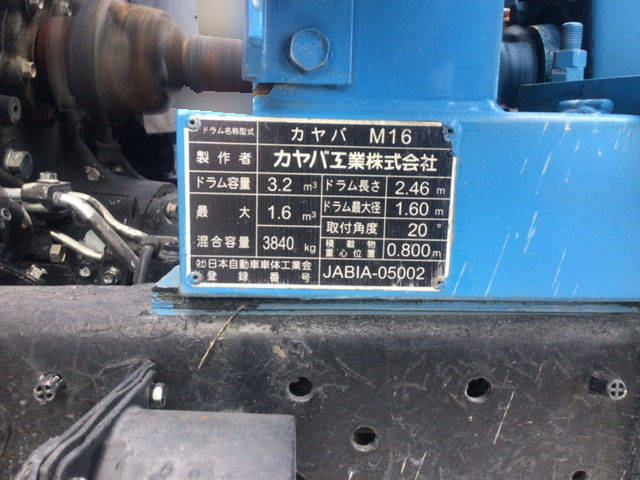 ドラム名称型式 カヤバ M16
製作者 カヤバ工業株式会社
ドラム容量 3.2 m³ ドラム長さ 2.46 m
最大 1.6 m³ ドラム最大径 1.60 m
混合容量 3840 kg 取付角度 20°
積載物重心位置 0.800 m
(社)日本自動車車体工業会
登録番号 JABIA-05002